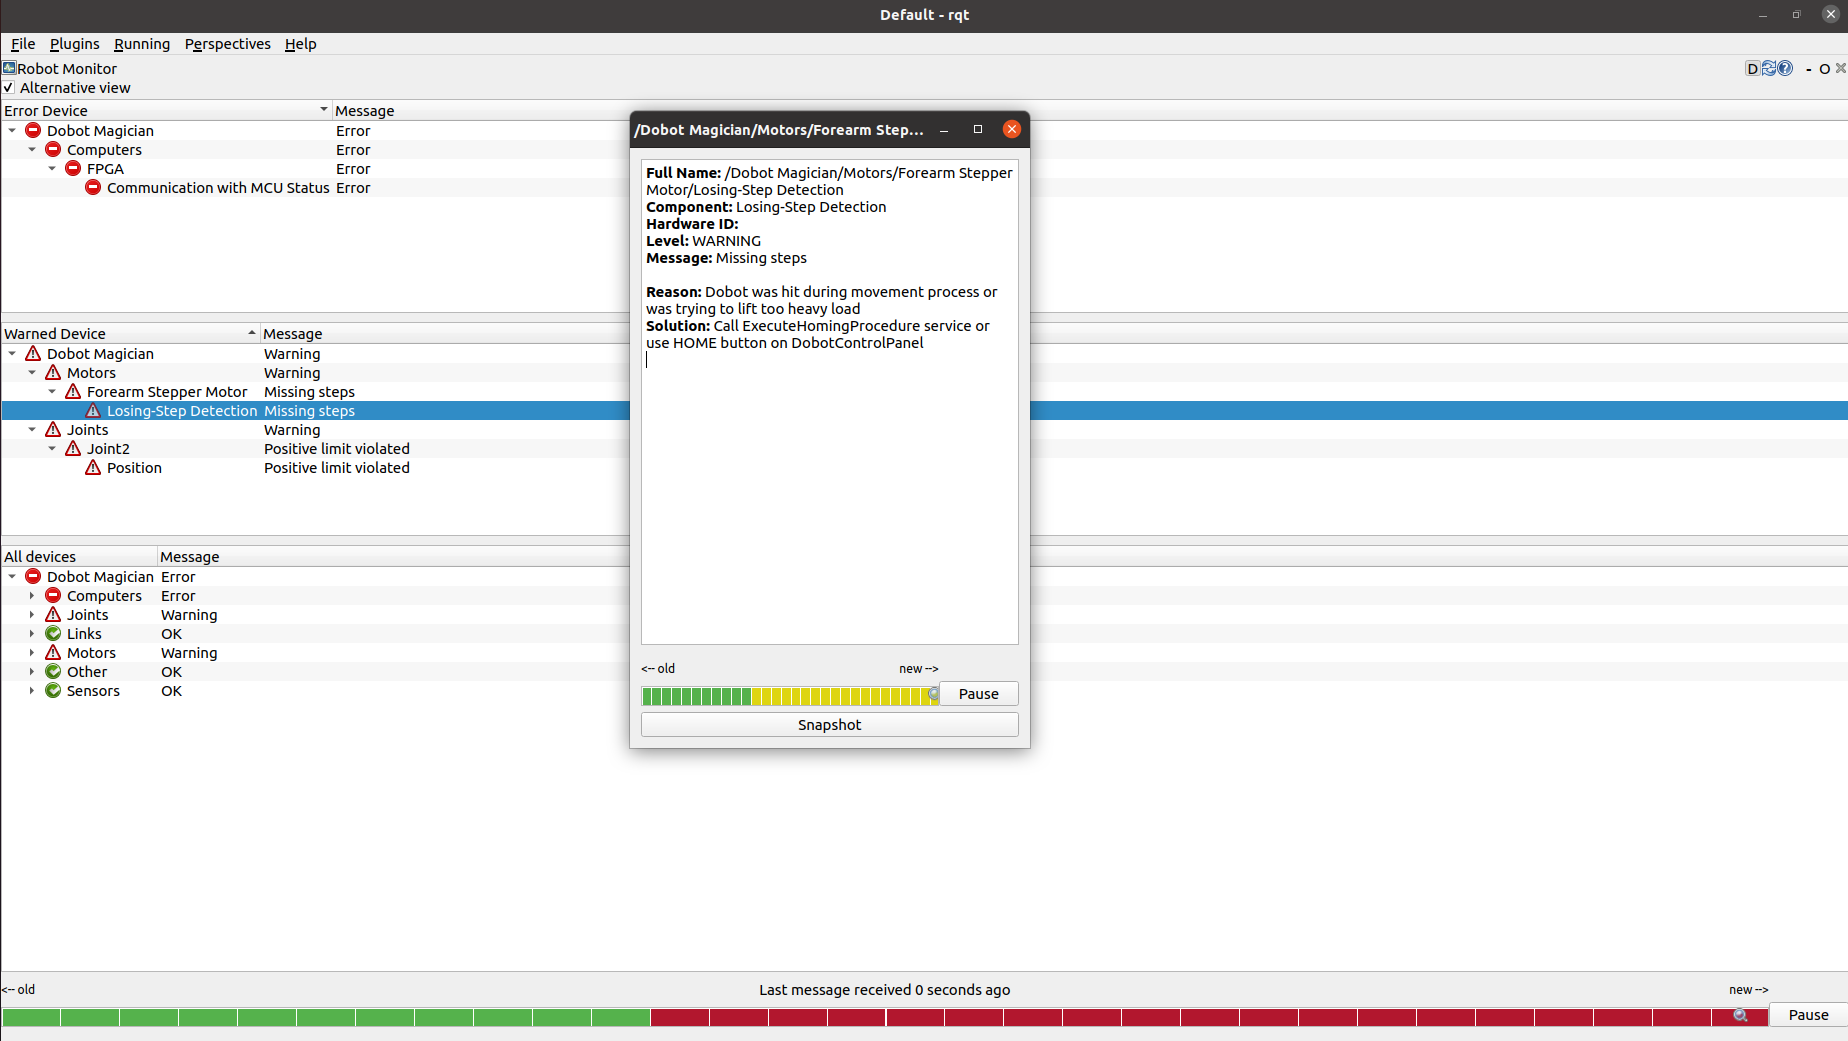 Default - rqt
File Plugins Running Perspectives Help
Robot Monitor
D - O
Alternative view
Error Device Message
Dobot Magician Error
Computers Error
FPGA Error
Communication with MCU Status Error
Warned Device Message
Dobot Magician Warning
Motors Warning
Forearm Stepper Motor Missing steps
Losing-Step Detection Missing steps
Joints Warning
Joint2 Positive limit violated
Position Positive limit violated
All devices Message
Dobot Magician Error
Computers Error
Joints Warning
Links OK
Motors Warning
Other OK
Sensors OK
/Dobot Magician/Motors/Forearm Step...
Full Name: /Dobot Magician/Motors/Forearm Stepper
Motor/Losing-Step Detection
Component: Losing-Step Detection
Hardware ID:
Level: WARNING
Message: Missing steps
Reason: Dobot was hit during movement process or
was trying to lift too heavy load
Solution: Call ExecuteHomingProcedure service or
use HOME button on DobotControlPanel
<-- old new -->
Pause
Snapshot
<-- old Last message received 0 seconds ago new -->
Pause